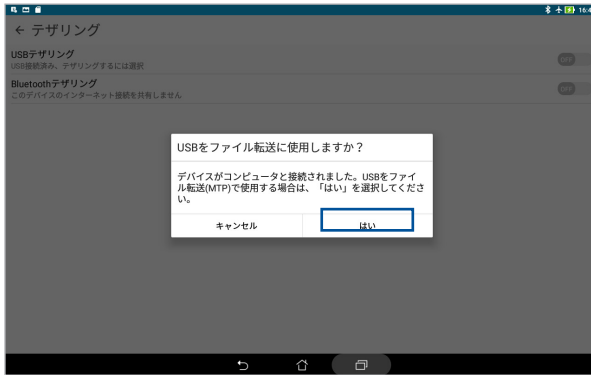 16:4
テザリング
USBテザリング
USB接続済み、テザリングするには選択
OFF
Bluetoothテザリング
このデバイスのインターネット接続を共有しません
OFF
USBをファイル転送に使用しますか？
デバイスがコンピュータと接続されました。USBをファイ
ル転送(MTP)で使用する場合は、「はい」を選択してくださ
い。
キャンセル
はい